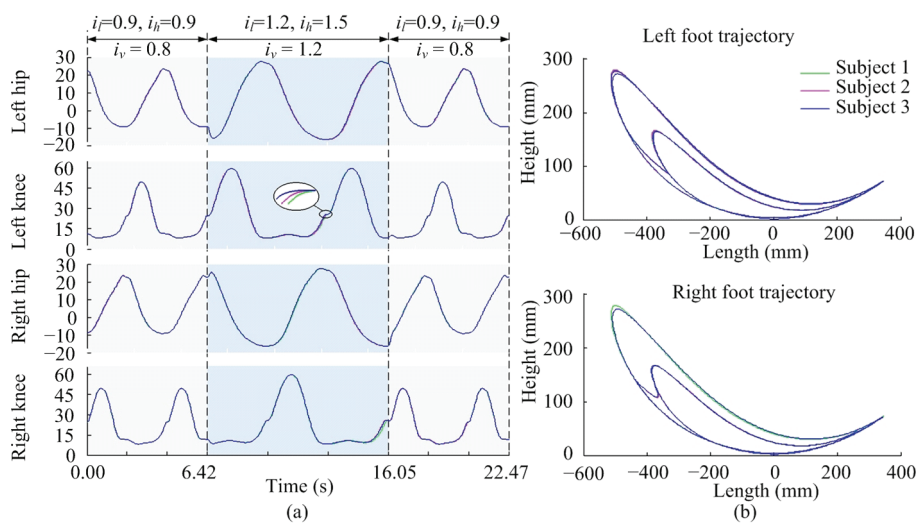 i_l=0.9, i_h=0.9
i_l=1.2, i_h=1.5
i_l=0.9, i_h=0.9
i_v = 0.8
i_v = 1.2
i_v = 0.8
Left hip
30
20
10
0
−10
−20
Left knee
60
45
30
15
0
Right hip
30
20
10
0
−10
−20
Right knee
60
45
30
15
0
0.00
6.42
16.05
22.47
Time (s)
(a)
Left foot trajectory
Subject 1
Subject 2
Subject 3
Height (mm)
300
200
100
0
−600
−400
−200
0
200
400
Length (mm)
Right foot trajectory
Height (mm)
300
200
100
0
−600
−400
−200
0
200
400
Length (mm)
(b)